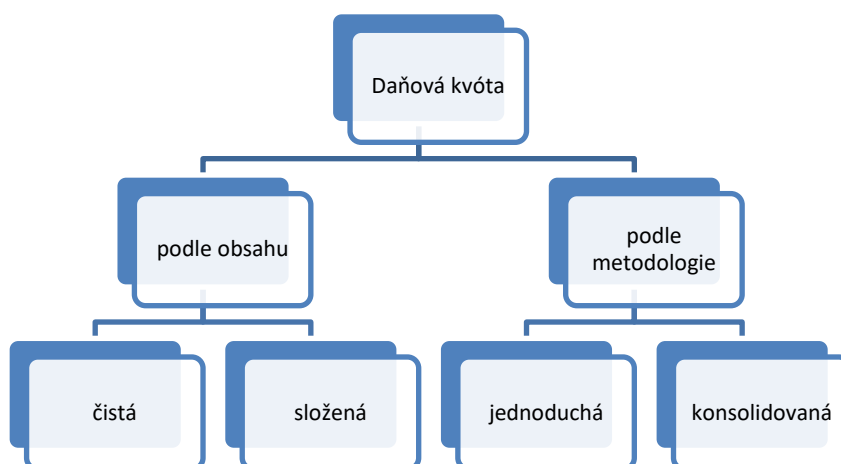 Daňová kvóta
podle obsahu
podle
metodologie
čistá
složená
jednoduchá
konsolidovaná